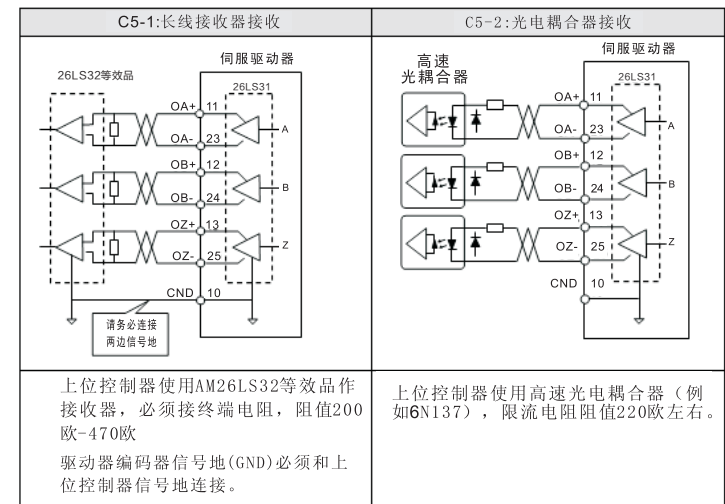 C5-1:长线接收器接收
伺服驱动器
26LS32等效品
26LS31
OA+ 11
A
OA- 23
OB+ 12
B
OB- 24
OZ+ 13
Z
OZ- 25
CND 10
请务必连接
两边信号地
上位控制器使用AM26LS32等效品作
接收器，必须接终端电阻，阻值200
欧-470欧
驱动器编码器信号地(GND)必须和上
位控制器信号地连接。
C5-2:光电耦合器接收
伺服驱动器
高速
光耦合器
26LS31
OA+ 11
A
OA- 23
OB+ 12
B
OB- 24
OZ+ 13
Z
OZ- 25
CND 10
上位控制器使用高速光电耦合器（例
如6N137），限流电阻阻值220欧左右。